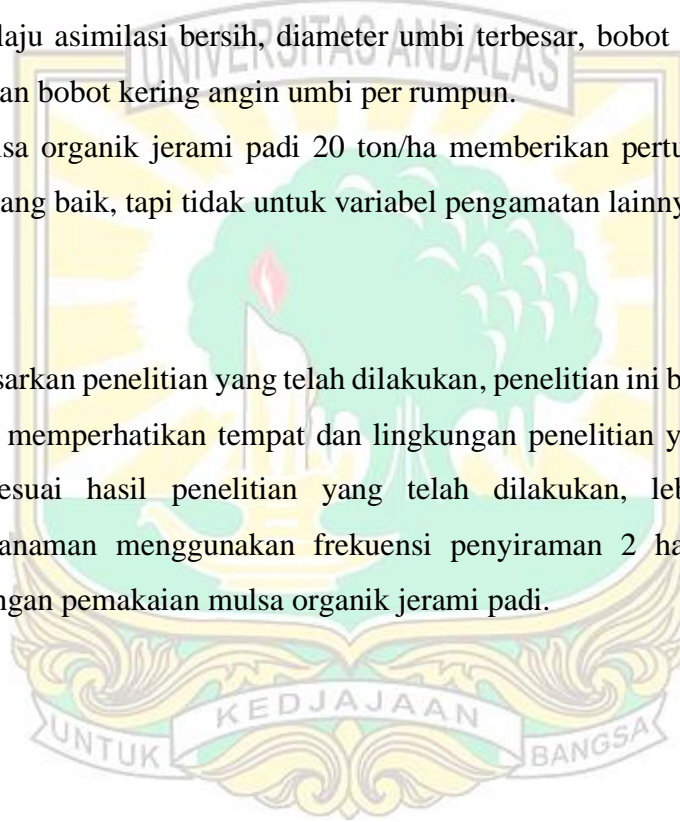 laju asimilasi bersih, diameter umbi terbesar, bobot
UNIVERSITAS ANDALAS
an bobot kering angin umbi per rumpun.
lsa organik jerami padi 20 ton/ha memberikan pertu
ang baik, tapi tidak untuk variabel pengamatan lainny
sarkan penelitian yang telah dilakukan, penelitian ini b
memperhatikan tempat dan lingkungan penelitian y
esuai hasil penelitian yang telah dilakukan, leb
anaman menggunakan frekuensi penyiraman 2 ha
ngan pemakaian mulsa organik jerami padi.
KEDJAJAAN
UNTUK BANGSA